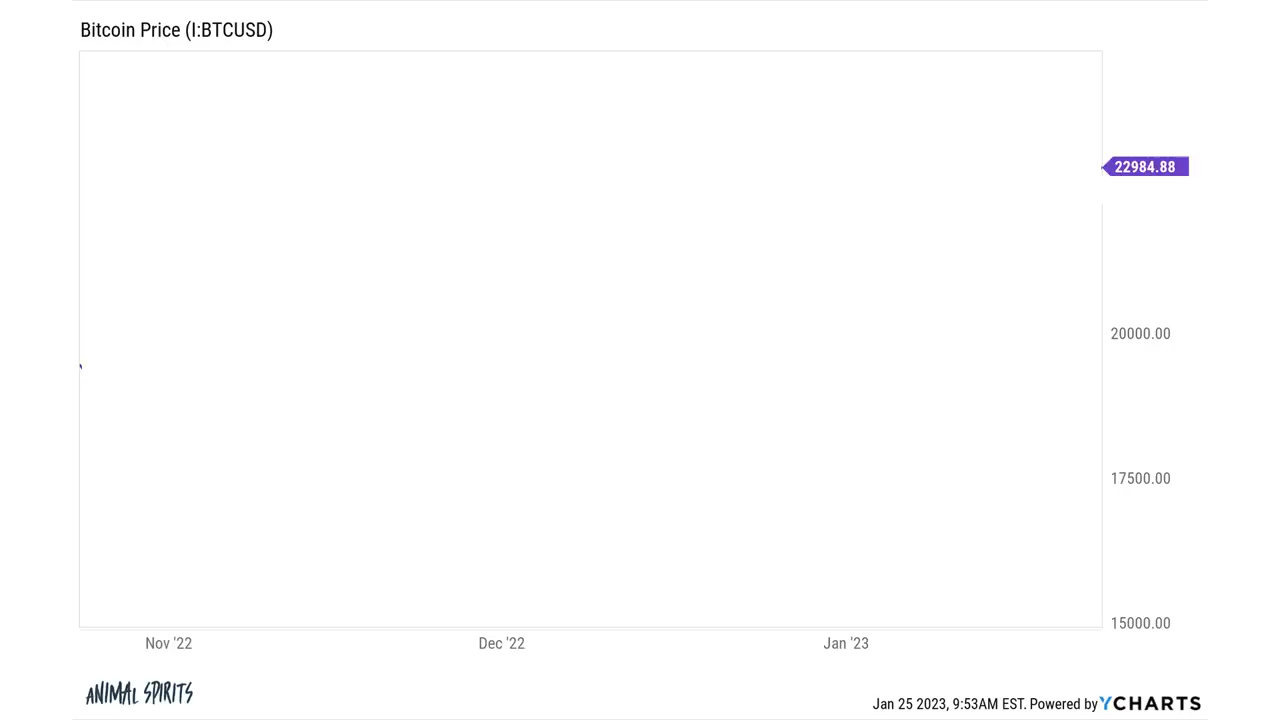 Bitcoin Price (I:BTCUSD)
22984.88
20000.00
17500.00
15000.00
Nov '22 Dec '22 Jan '23
ANIMAL SPIRITS
Jan 25 2023, 9:53AM EST. Powered by YCHARTS